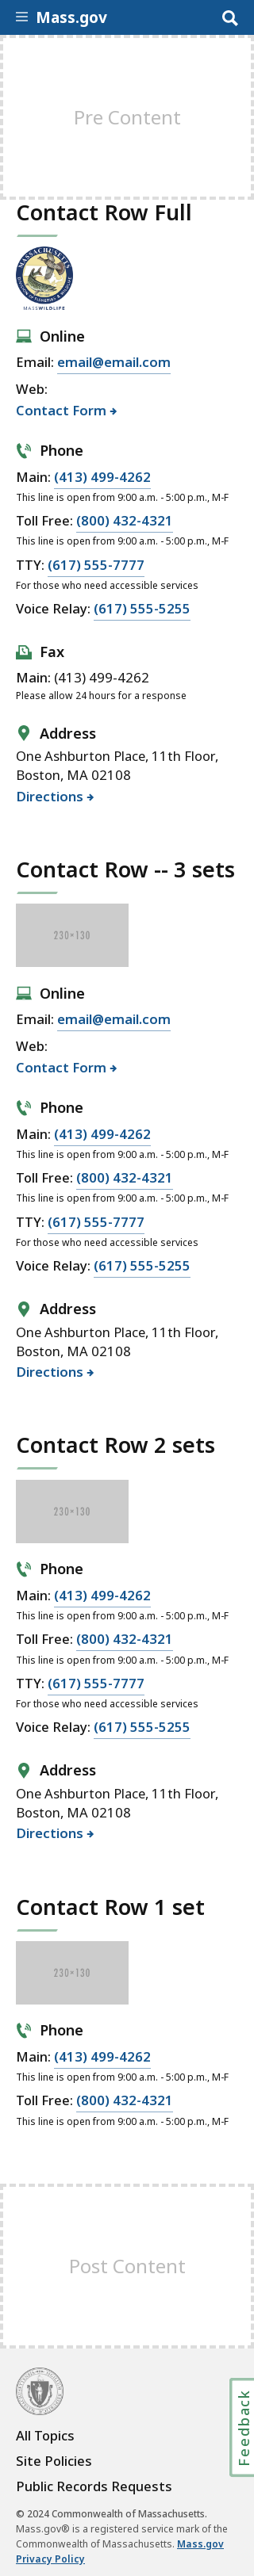 Mass.gov
Pre Content
Contact Row Full
MASSWILDLIFE
Online
Email: email@email.com
Web:
Contact Form
Phone
Main: (413) 499-4262
This line is open from 9:00 a.m. - 5:00 p.m., M-F
Toll Free: (800) 432-4321
This line is open from 9:00 a.m. - 5:00 p.m., M-F
TTY: (617) 555-7777
For those who need accessible services
Voice Relay: (617) 555-5255
Fax
Main: (413) 499-4262
Please allow 24 hours for a response
Address
One Ashburton Place, 11th Floor,
Boston, MA 02108
Directions
Contact Row -- 3 sets
230×130
Online
Email: email@email.com
Web:
Contact Form
Phone
Main: (413) 499-4262
This line is open from 9:00 a.m. - 5:00 p.m., M-F
Toll Free: (800) 432-4321
This line is open from 9:00 a.m. - 5:00 p.m., M-F
TTY: (617) 555-7777
For those who need accessible services
Voice Relay: (617) 555-5255
Address
One Ashburton Place, 11th Floor,
Boston, MA 02108
Directions
Contact Row 2 sets
230×130
Phone
Main: (413) 499-4262
This line is open from 9:00 a.m. - 5:00 p.m., M-F
Toll Free: (800) 432-4321
This line is open from 9:00 a.m. - 5:00 p.m., M-F
TTY: (617) 555-7777
For those who need accessible services
Voice Relay: (617) 555-5255
Address
One Ashburton Place, 11th Floor,
Boston, MA 02108
Directions
Contact Row 1 set
230×130
Phone
Main: (413) 499-4262
This line is open from 9:00 a.m. - 5:00 p.m., M-F
Toll Free: (800) 432-4321
This line is open from 9:00 a.m. - 5:00 p.m., M-F
Post Content
Feedback
All Topics
Site Policies
Public Records Requests
© 2024 Commonwealth of Massachusetts.
Mass.gov® is a registered service mark of the
Commonwealth of Massachusetts. Mass.gov
Privacy Policy